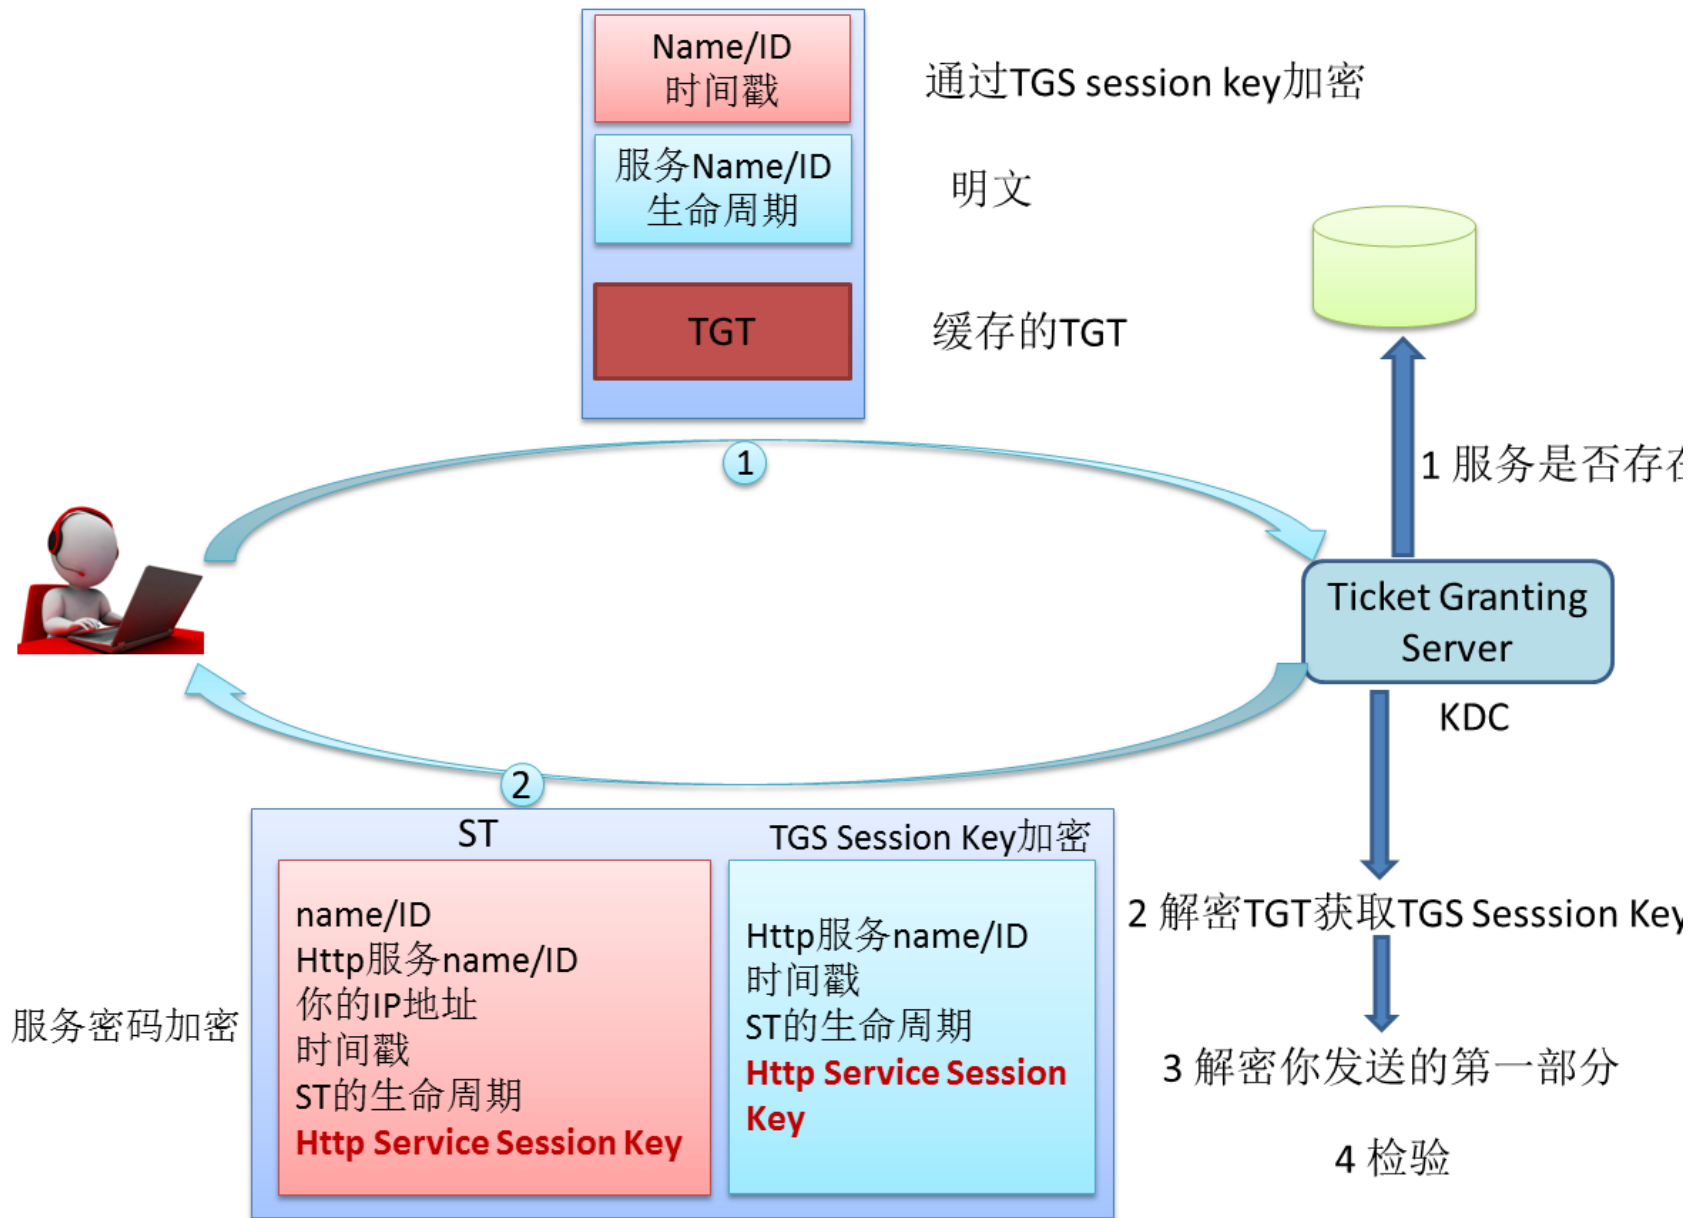 Name/ID
时间戳
通过TGS session key加密
服务Name/ID
生命周期
明文
TGT
缓存的TGT
1
1 服务是否存在
Ticket Granting
Server
KDC
2
ST
TGS Session Key加密
name/ID
Http服务name/ID
你的IP地址
时间戳
ST的生命周期
Http Service Session Key
服务密码加密
Http服务name/ID
时间戳
ST的生命周期
Http Service Session
Key
2 解密TGT获取TGS Sesssion Key
3 解密你发送的第一部分
4 检验